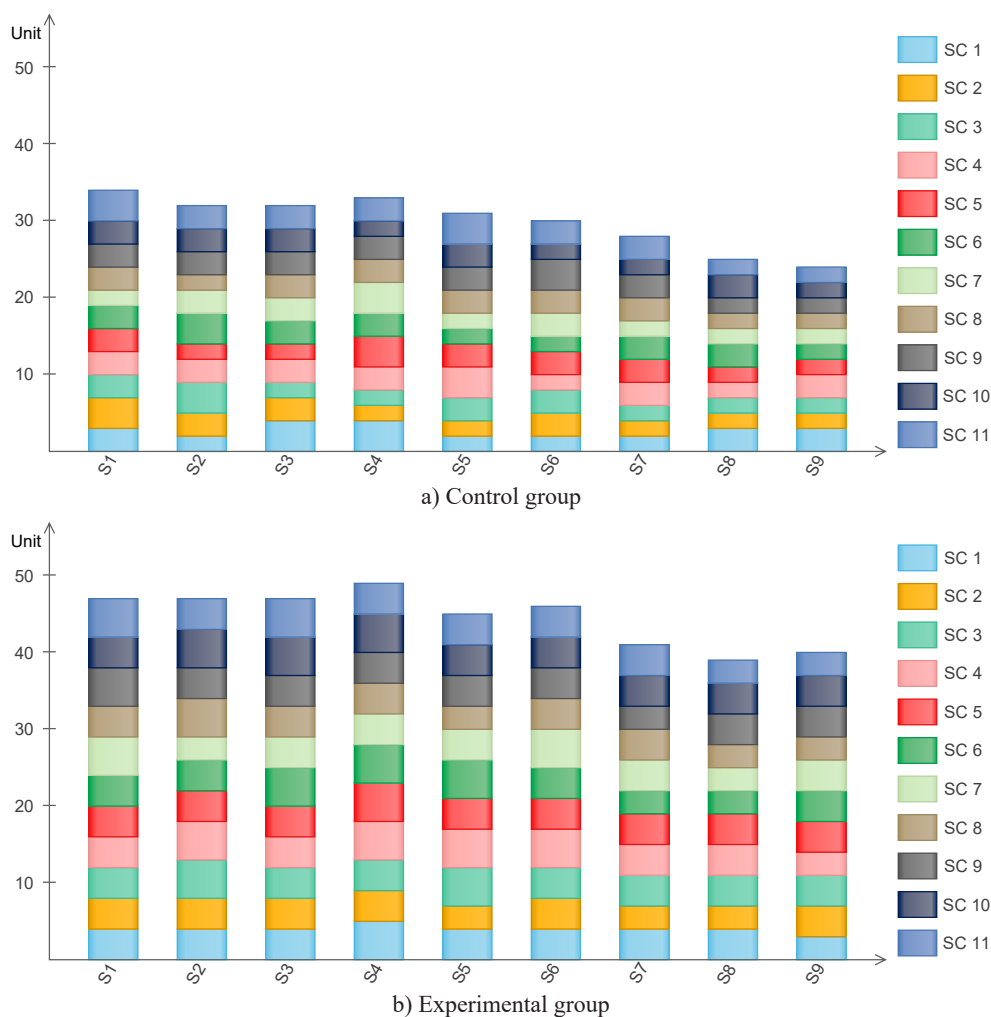 Unit
50
40
30
20
10
S1 S2 S3 S4 S5 S6 S7 S8 S9
SC 1
SC 2
SC 3
SC 4
SC 5
SC 6
SC 7
SC 8
SC 9
SC 10
SC 11
a) Control group
Unit
50
40
30
20
10
S1 S2 S3 S4 S5 S6 S7 S8 S9
SC 1
SC 2
SC 3
SC 4
SC 5
SC 6
SC 7
SC 8
SC 9
SC 10
SC 11
b) Experimental group